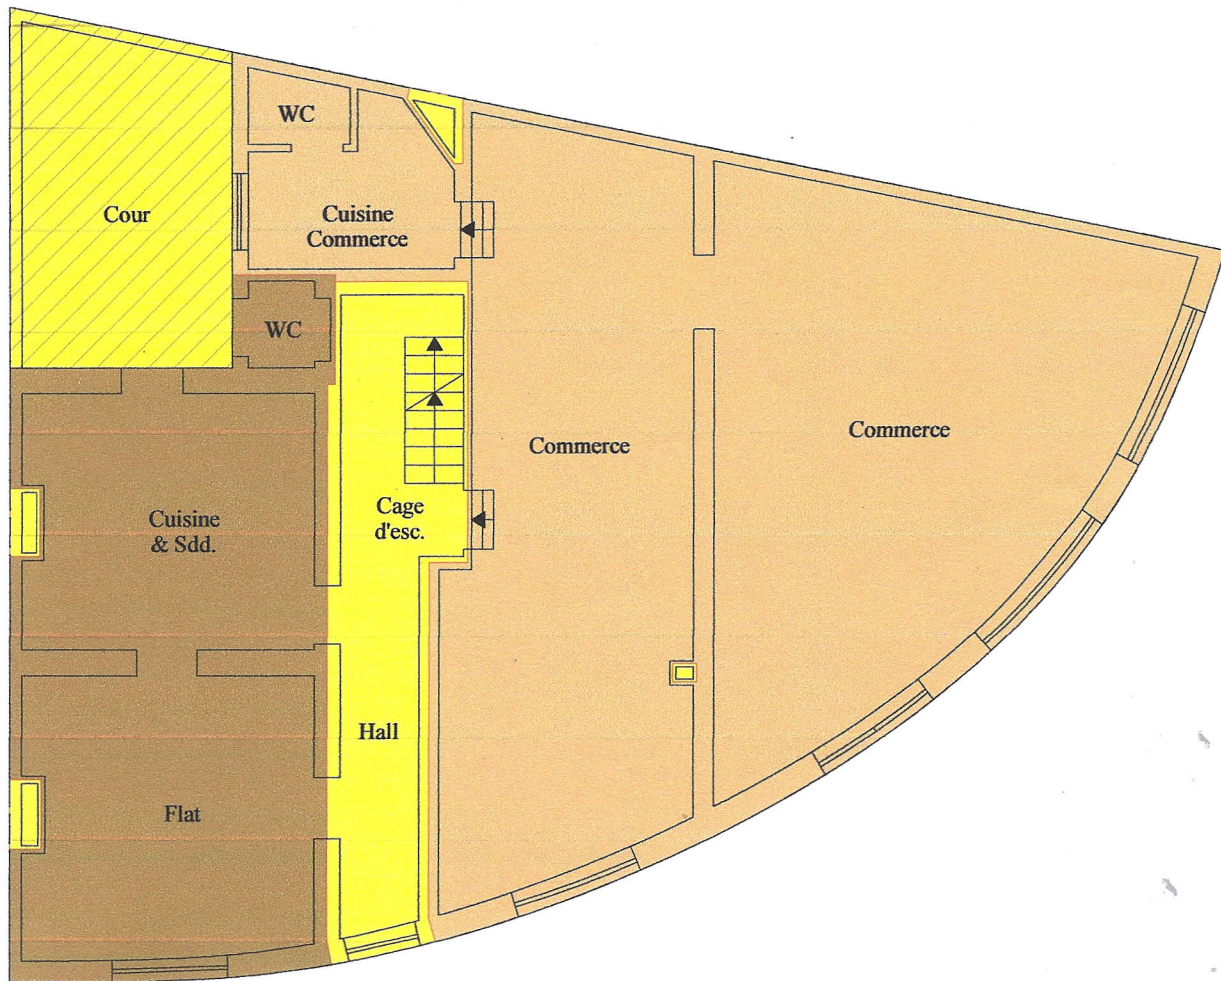 WC
Cour
Cuisine
Commerce
WC
Commerce
Commerce
Cage
d'esc.
Cuisine
& Sdd.
Hall
Flat